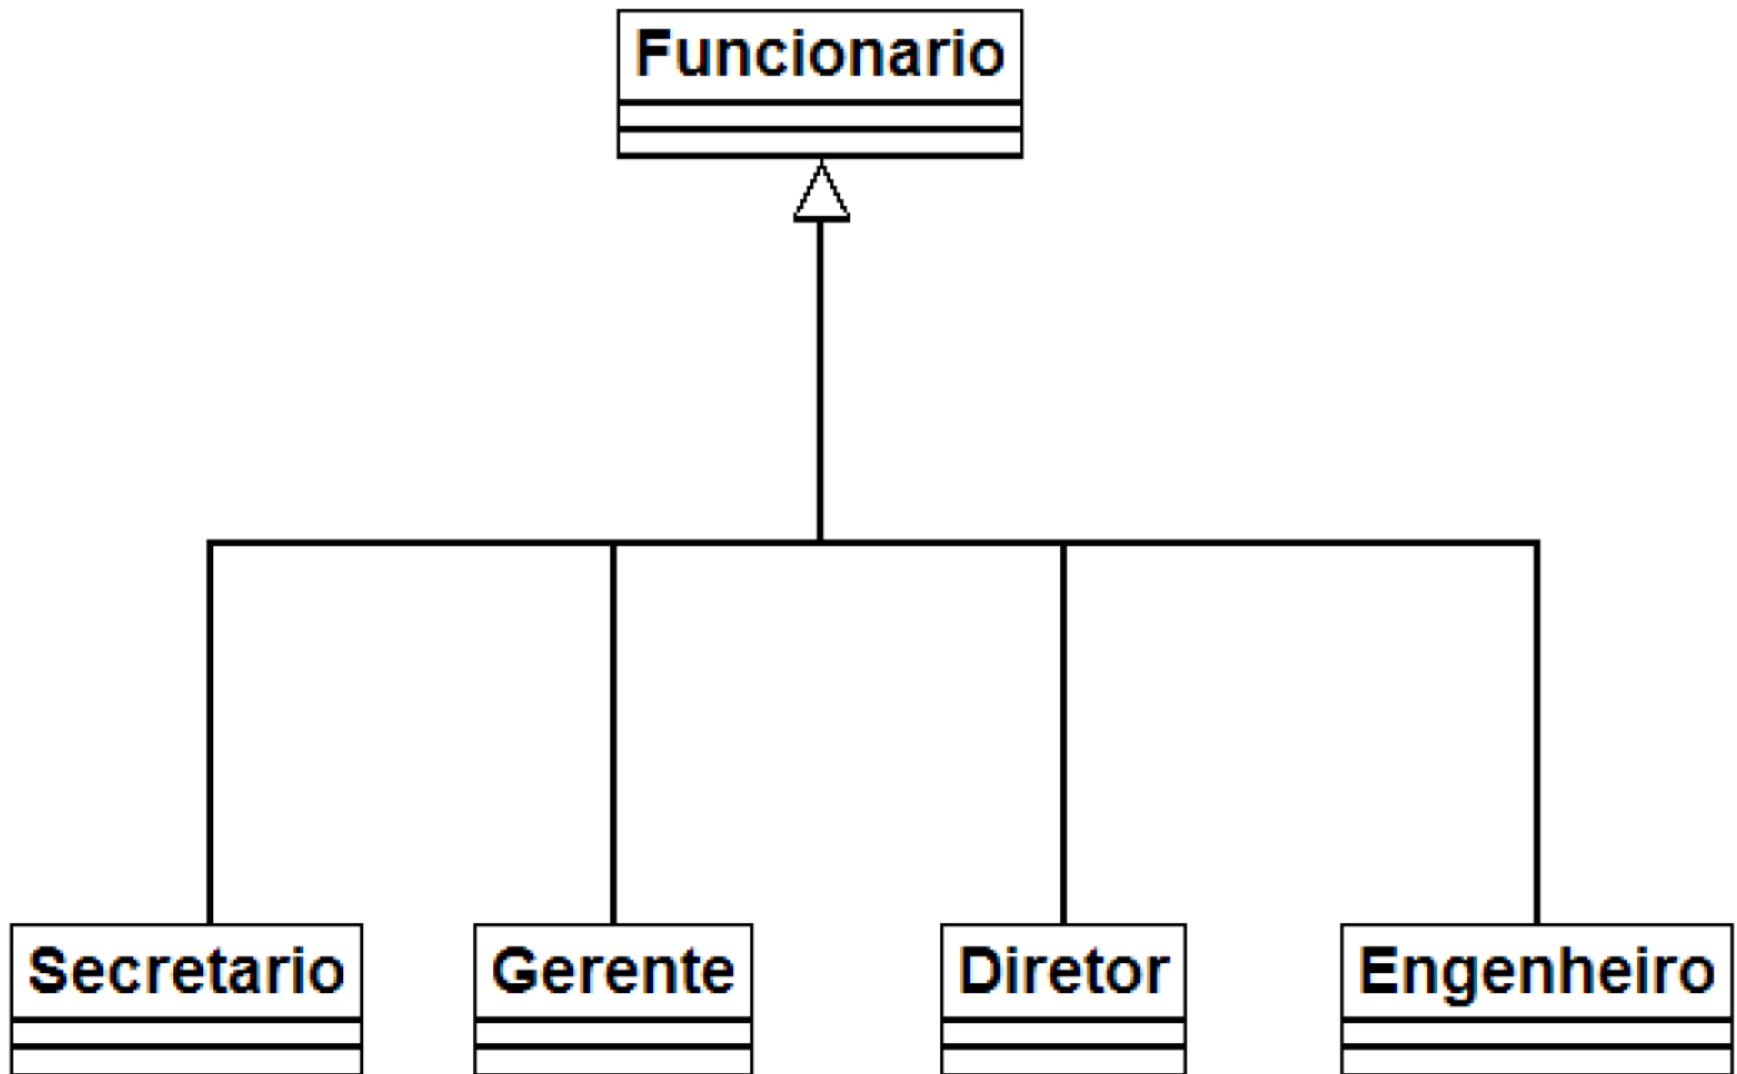 Funcionario
Secretario
Gerente
Diretor
Engenheiro